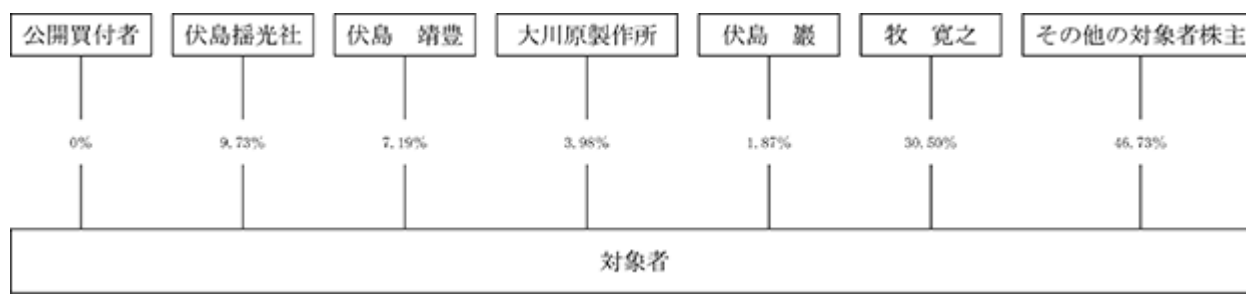 公開買付者 伏島揺光社 伏島 靖豊 大川原製作所 伏島 巖 牧 寛之 その他の対象者株主
0% 9.73% 7.19% 3.98% 1.87% 30.50% 46.73%
対象者